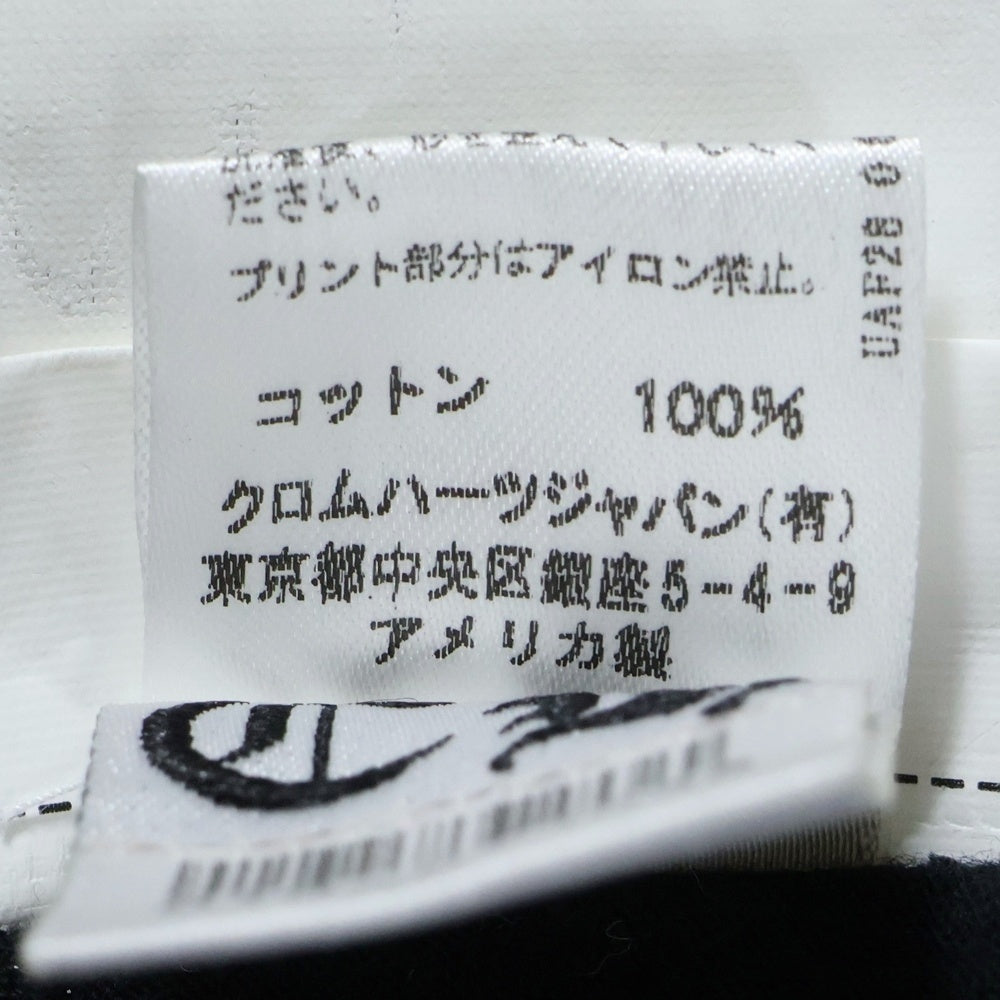 ださい。
プリント部分はアイロン禁止。
コットン 100%
クロムハーツジャパン(有)
東京都中央区銀座5-4-9
アメリカ製